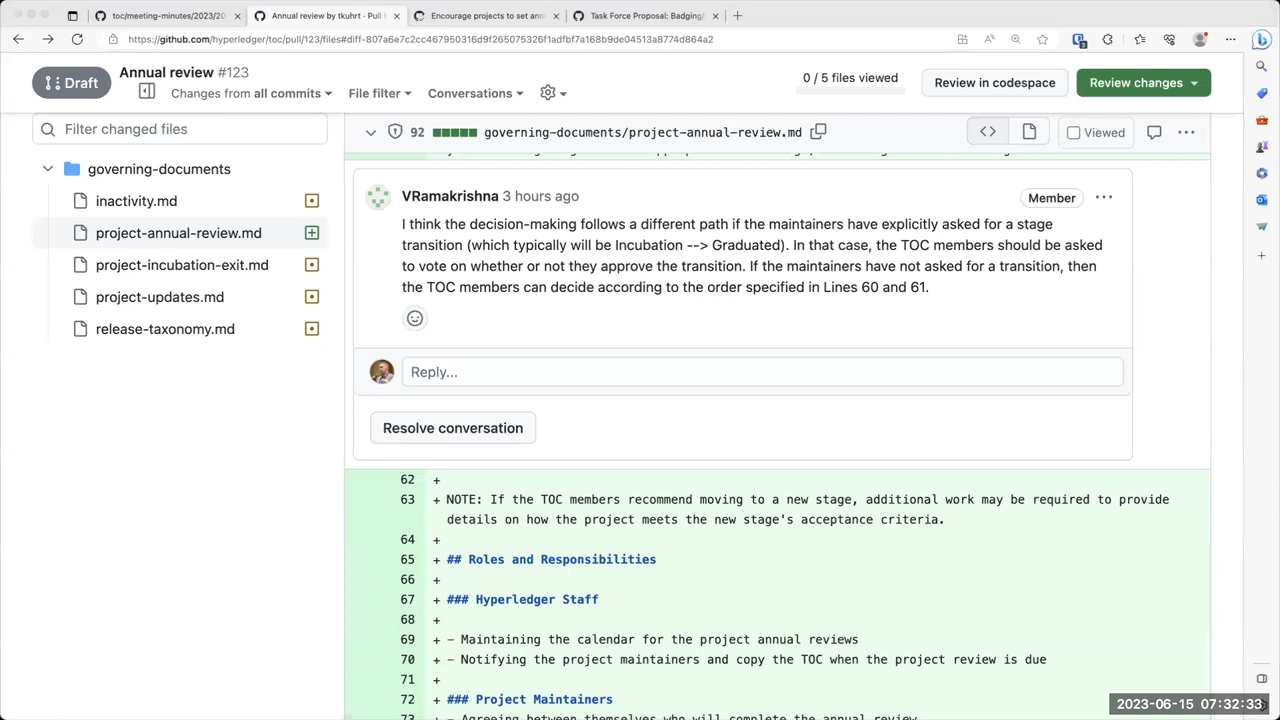 toc/meeting-minutes/2023/20
Annual review by tkuhrt - Pull
Encourage projects to set ann
Task Force Proposal: Badging/
https://github.com/hyperledger/toc/pull/123/files#diff-807a6e7c2cc467950316d9f265075326f1adfbf7a168b9de04513a8774d864a2
Draft
Annual review #123
Changes from all commits
File filter
Conversations
0 / 5 files viewed
Review in codespace
Review changes
Filter changed files
governing-documents
inactivity.md
project-annual-review.md
project-incubation-exit.md
project-updates.md
release-taxonomy.md
92 governing-documents/project-annual-review.md
Viewed
VRamakrishna 3 hours ago
Member
I think the decision-making follows a different path if the maintainers have explicitly asked for a stage
transition (which typically will be Incubation --> Graduated). In that case, the TOC members should be asked
to vote on whether or not they approve the transition. If the maintainers have not asked for a transition, then
the TOC members can decide according to the order specified in Lines 60 and 61.
Reply...
Resolve conversation
62 +
63 + NOTE: If the TOC members recommend moving to a new stage, additional work may be required to provide
details on how the project meets the new stage's acceptance criteria.
64 +
65 + ## Roles and Responsibilities
66 +
67 + ### Hyperledger Staff
68 +
69 + - Maintaining the calendar for the project annual reviews
70 + - Notifying the project maintainers and copy the TOC when the project review is due
71 +
72 + ### Project Maintainers
73 + - Agreeing between themselves who will complete the annual review
2023-06-15 07:32:33